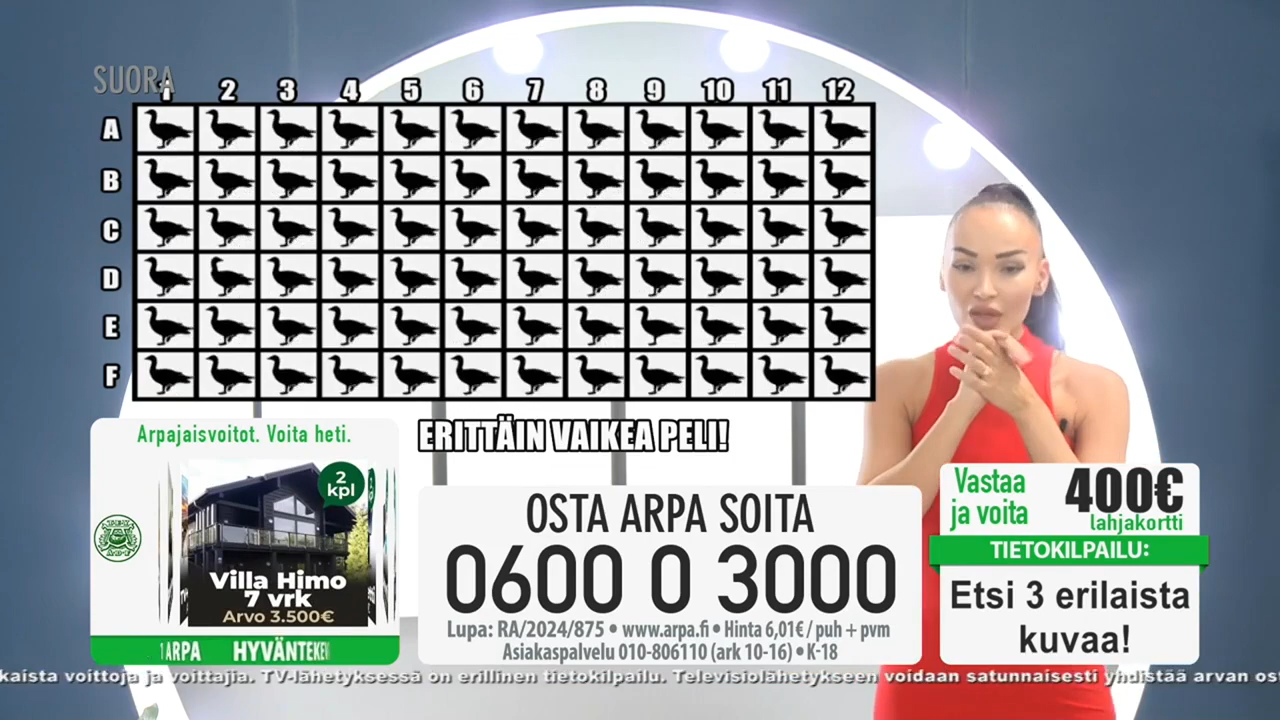 SUORA
1 2 3 4 5 6 7 8 9 10 11 12
A
B
C
D
E
F
ERITTÄIN VAIKEA PELI!
Arpajaisvoitot. Voita heti.
2
kpl
Villa Himo
7 vrk
Arvo 3.500€
1 ARPA HYVÄNTEKEV
OSTA ARPA SOITA
0600 0 3000
Lupa: RA/2024/875 • www.arpa.fi • Hinta 6,01€ / puh + pvm
Asiakaspalvelu 010-806110 (ark 10-16) • K-18
Vastaa
ja voita
400€
lahjakortti
TIETOKILPAILU:
Etsi 3 erilaista
kuvaa!
kaista voittoja ja voittajia. TV-lähetyksessä on erillinen tietokilpailu. Televisiolähetykseen voidaan satunnaisesti yhdistää arvan ost